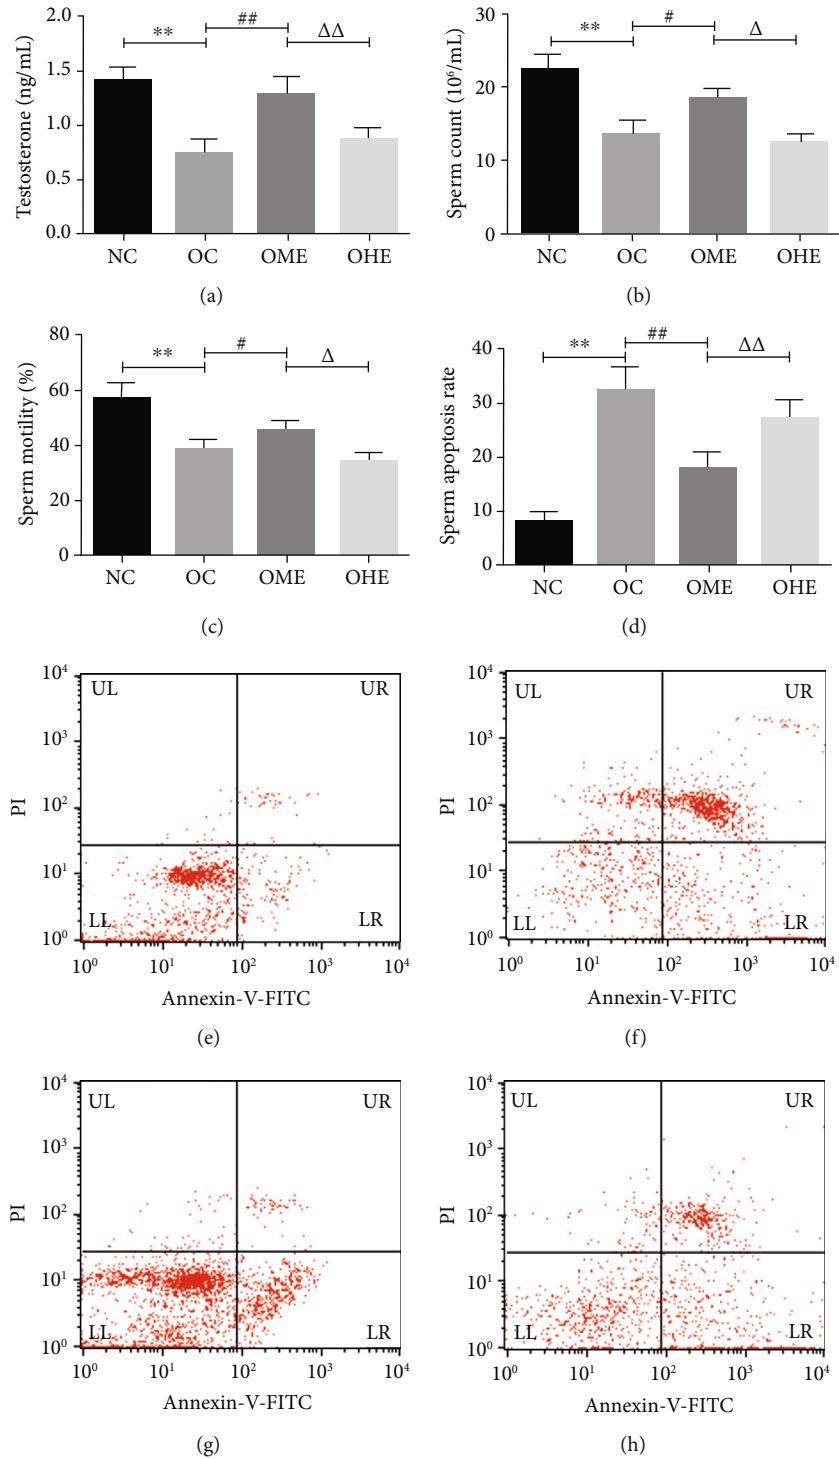 Testosterone (ng/mL)
2.0
1.5
1.0
0.5
0.0
** ## ΔΔ
NC OC OME OHE
(a)
Sperm count (10⁶/mL)
30
20
10
0
** # Δ
NC OC OME OHE
(b)
Sperm motility (%)
80
60
40
20
0
** # Δ
NC OC OME OHE
(c)
Sperm apoptosis rate
40
30
20
10
0
** ## ΔΔ
NC OC OME OHE
(d)
PI
10⁴
10³
10²
10¹
10⁰
UL UR
LL LR
10⁰ 10¹ 10² 10³ 10⁴
Annexin-V-FITC
(e)
PI
10⁴
10³
10²
10¹
10⁰
UL UR
LL LR
10⁰ 10¹ 10² 10³ 10⁴
Annexin-V-FITC
(f)
PI
10⁴
10³
10²
10¹
10⁰
UL UR
LL LR
10⁰ 10¹ 10² 10³ 10⁴
Annexin-V-FITC
(g)
PI
10⁴
10³
10²
10¹
10⁰
UL UR
LL LR
10⁰ 10¹ 10² 10³ 10⁴
Annexin-V-FITC
(h)